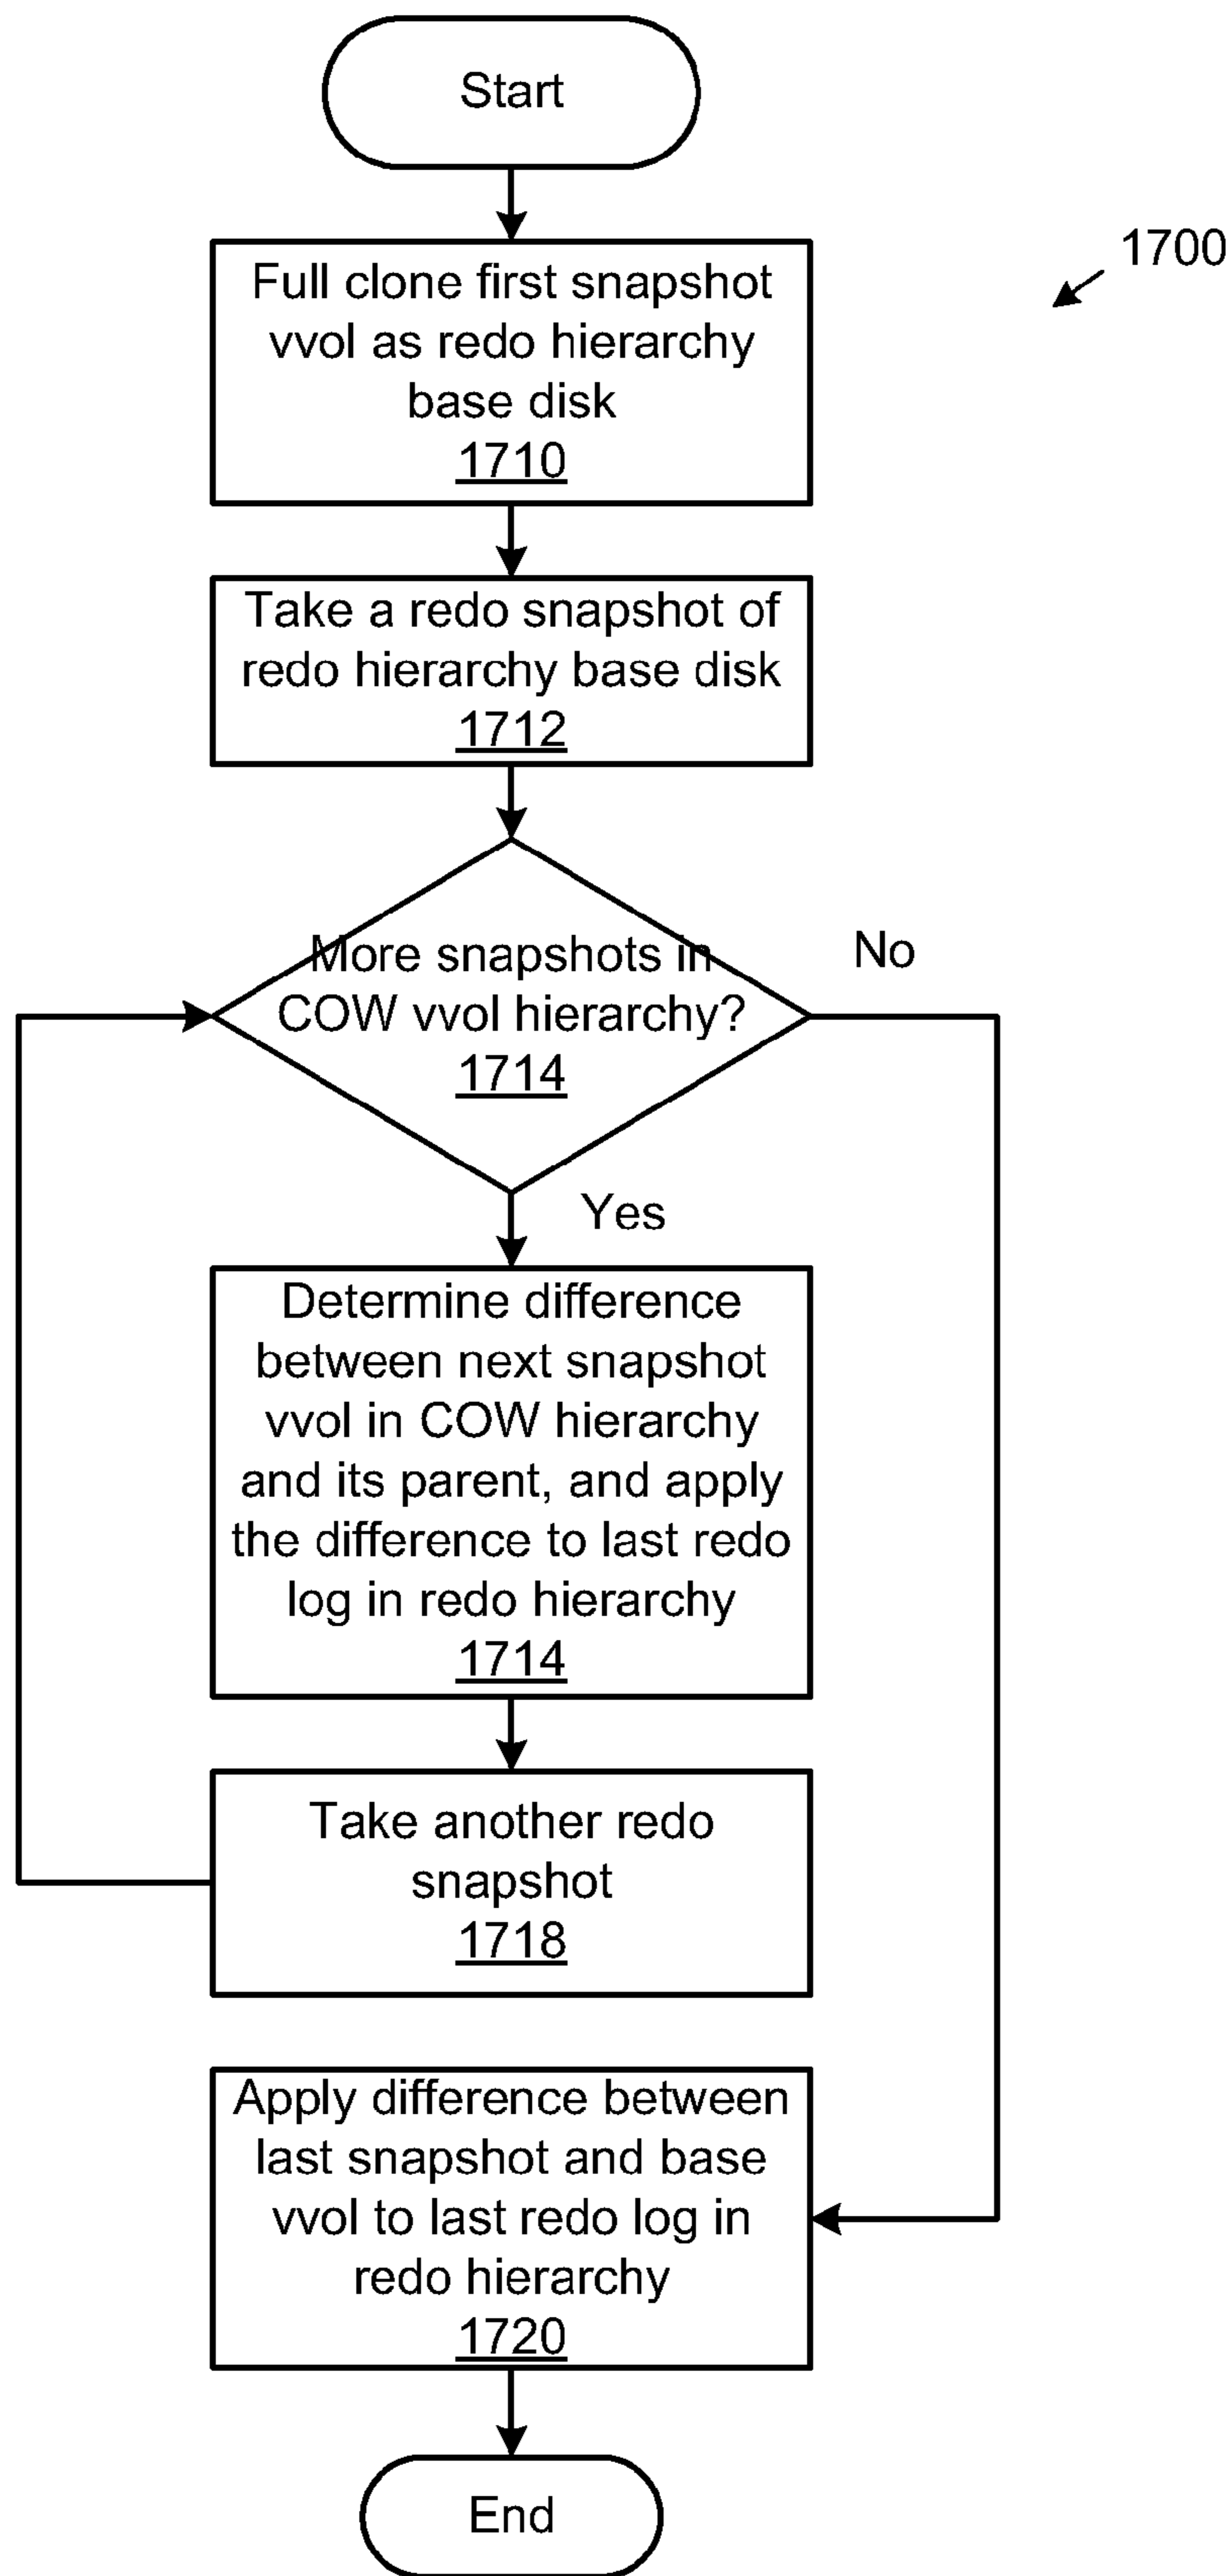 Start
1700
Full clone first snapshot
vvol as redo hierarchy
base disk
1710
Take a redo snapshot of
redo hierarchy base disk
1712
More snapshots in
COW vvol hierarchy?
1714
No
Yes
Determine difference
between next snapshot
vvol in COW hierarchy
and its parent, and apply
the difference to last redo
log in redo hierarchy
1714
Take another redo
snapshot
1718
Apply difference between
last snapshot and base
vvol to last redo log in
redo hierarchy
1720
End